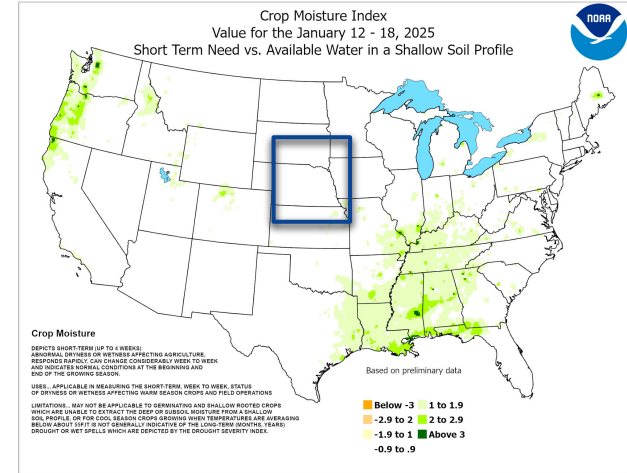 Crop Moisture Index
Value for the January 12 - 18, 2025
Short Term Need vs. Available Water in a Shallow Soil Profile
NOAA
Crop Moisture
DEPICTS SHORT-TERM (UP TO 4 WEEKS)
ABNORMAL DRYNESS OR WETNESS AFFECTING AGRICULTURE,
RESPONDS RAPIDLY, CAN CHANGE CONSIDERABLY WEEK TO WEEK
AND INDICATES NORMAL CONDITIONS AT THE BEGINNING AND
END OF THE GROWING SEASON.
USES... APPLICABLE IN MEASURING THE SHORT-TERM, WEEK TO WEEK, STATUS
OF DRYNESS OR WETNESS AFFECTING WARM SEASON CROPS AND FIELD OPERATIONS
LIMITATIONS... MAY NOT BE APPLICABLE TO GERMINATING AND SHALLOW ROOTED CROPS
WHICH ARE UNABLE TO EXTRACT THE DEEP OR SUBSOIL MOISTURE FROM A SHALLOW
SOIL, PROFILE, OR FOR COOL SEASON CROPS GROWING WHEN TEMPERATURES ARE AVERAGING
BELOW ABOUT 55F.IT IS NOT GENERALLY INDICATIVE OF THE LONG-TERM (MONTHS, YEARS)
DROUGHT OR WET SPELLS WHICH ARE DEPICTED BY THE DROUGHT SEVERITY INDEX.
Based on preliminary data
Below -3
1 to 1.9
-2.9 to 2
2 to 2.9
-1.9 to 1
Above 3
-0.9 to .9